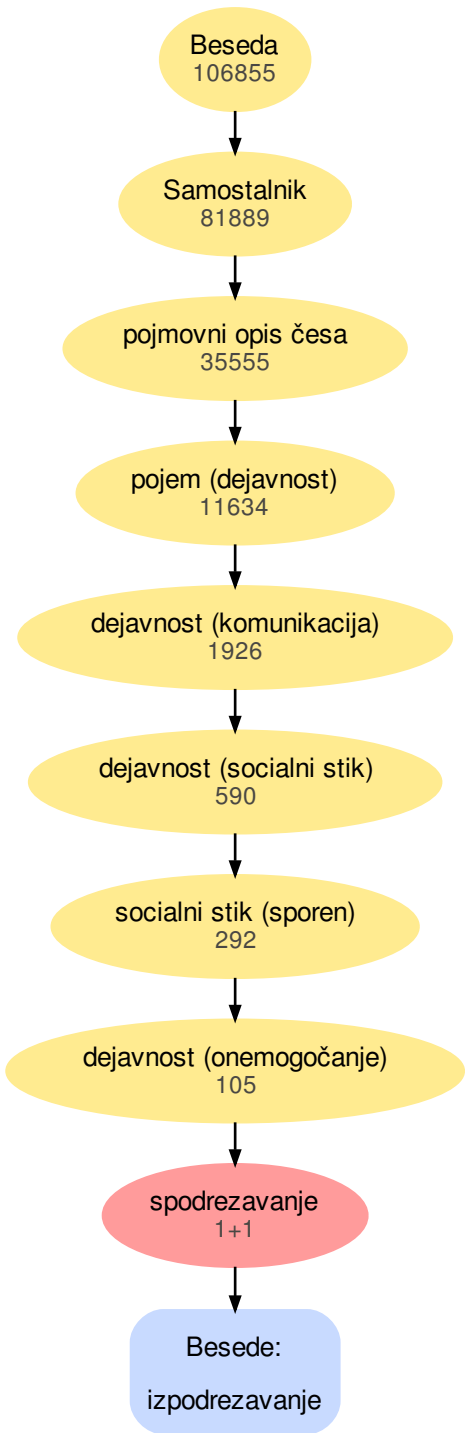 Beseda
106855
Samostalnik
81889
pojmovni opis česa
35555
pojem (dejavnost)
11634
dejavnost (komunikacija)
1926
dejavnost (socialni stik)
590
socialni stik (sporen)
292
dejavnost (onemogočanje)
105
spodrezavanje
1+1
Besede:
izpodrezavanje